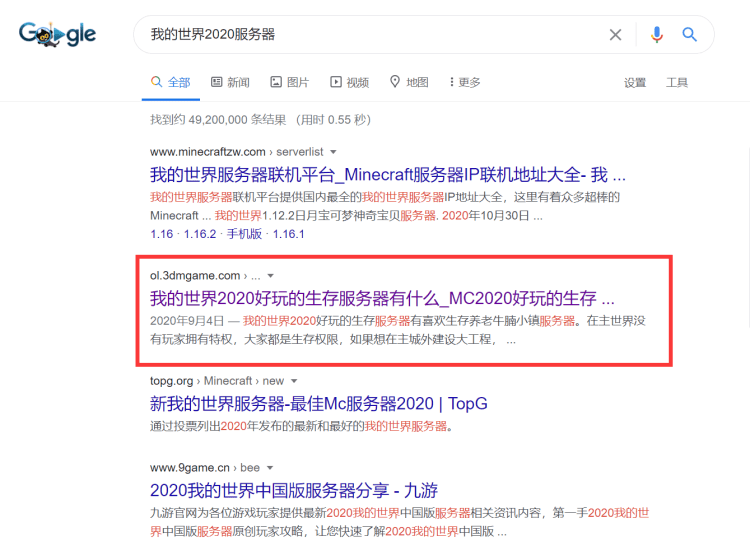 Google
我的世界2020服务器
全部 新闻 图片 视频 地图 更多 设置 工具
找到约 49,200,000 条结果 （用时 0.55 秒）
www.minecraftzw.com › serverlist
我的世界服务器联机平台_Minecraft服务器IP联机地址大全- 我 ...
我的世界服务器联机平台提供国内最全的我的世界服务器IP地址大全，这里有着众多超棒的
Minecraft ... 我的世界1.12.2日月宝可梦神奇宝贝服务器. 2020年10月30日 ...
1.16 · 1.16.2 · 手机版 · 1.16.1
ol.3dmgame.com › ...
我的世界2020好玩的生存服务器有什么_MC2020好玩的生存 ...
2020年9月4日 — 我的世界2020好玩的生存服务器有喜欢生存养老牛腩小镇服务器。在主世界没
有玩家拥有特权，大家都是生存权限，如果想在主城外建设大工程， ...
topg.org › Minecraft › new
新我的世界服务器-最佳Mc服务器2020 | TopG
通过投票列出2020年发布的最新和最好的我的世界服务器。
www.9game.cn › bee
2020我的世界中国版服务器分享 - 九游
九游官网为各位游戏玩家提供最新2020我的世界中国版服务器相关资讯内容，第一手2020我的世
界中国版服务器原创玩家攻略，让您快速了解2020我的世界中国版 ...